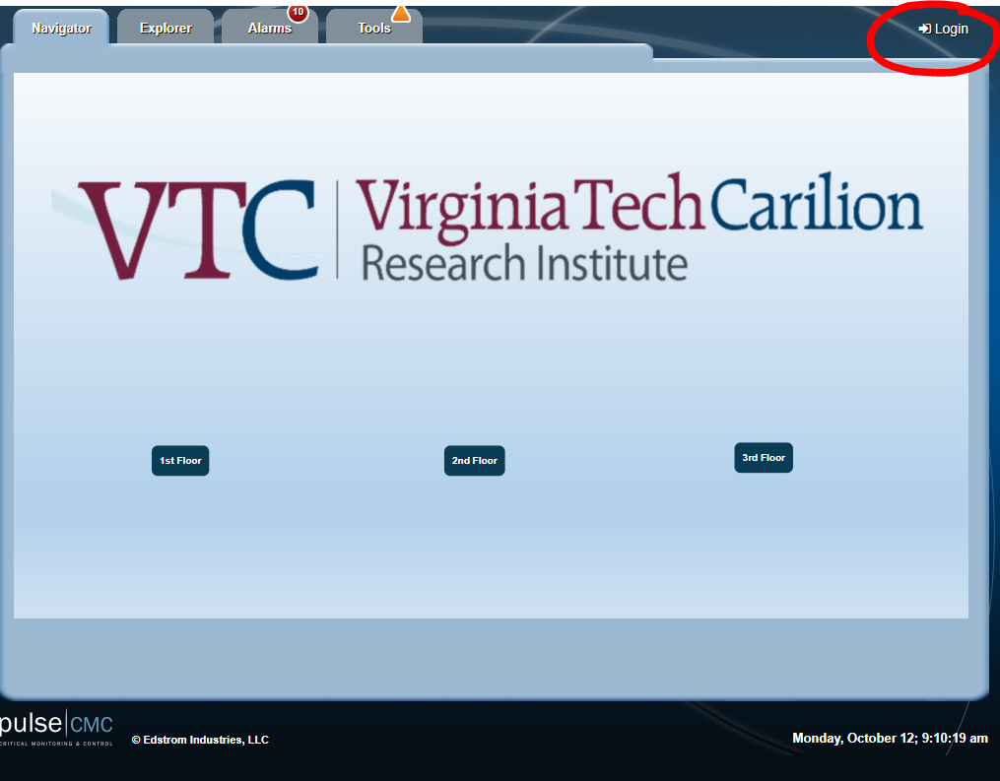 Navigator
Explorer
Alarms
10
Tools
Login
VTC
Virginia Tech Carilion
Research Institute
1st Floor
2nd Floor
3rd Floor
pulse CMC
CRITICAL MONITORING & CONTROL
© Edstrom Industries, LLC
Monday, October 12; 9:10:19 am